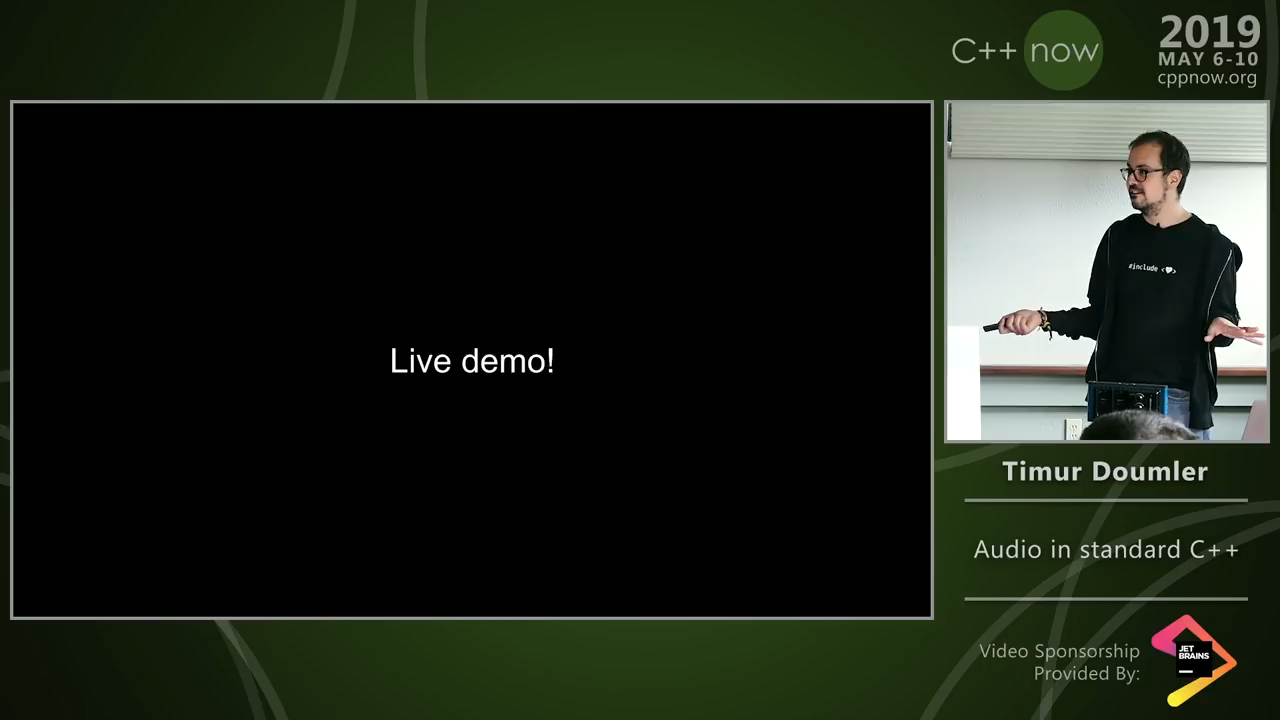 C++ now
2019
MAY 6-10
cppnow.org
Live demo!
#include <♥>
Timur Doumler
Audio in standard C++
Video Sponsorship
Provided By:
JET
BRAINS